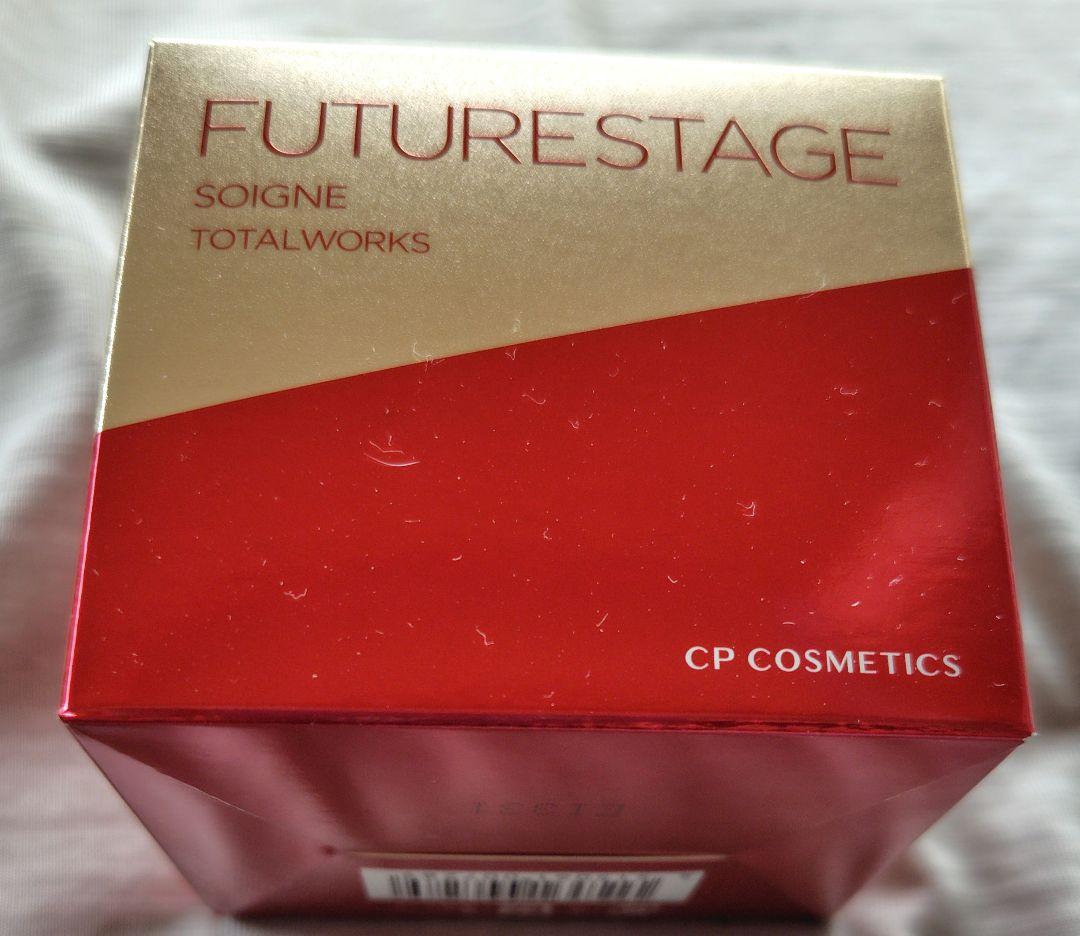 FUTURESTAGE
SOIGNE
TOTALWORKS
CP COSMETICS